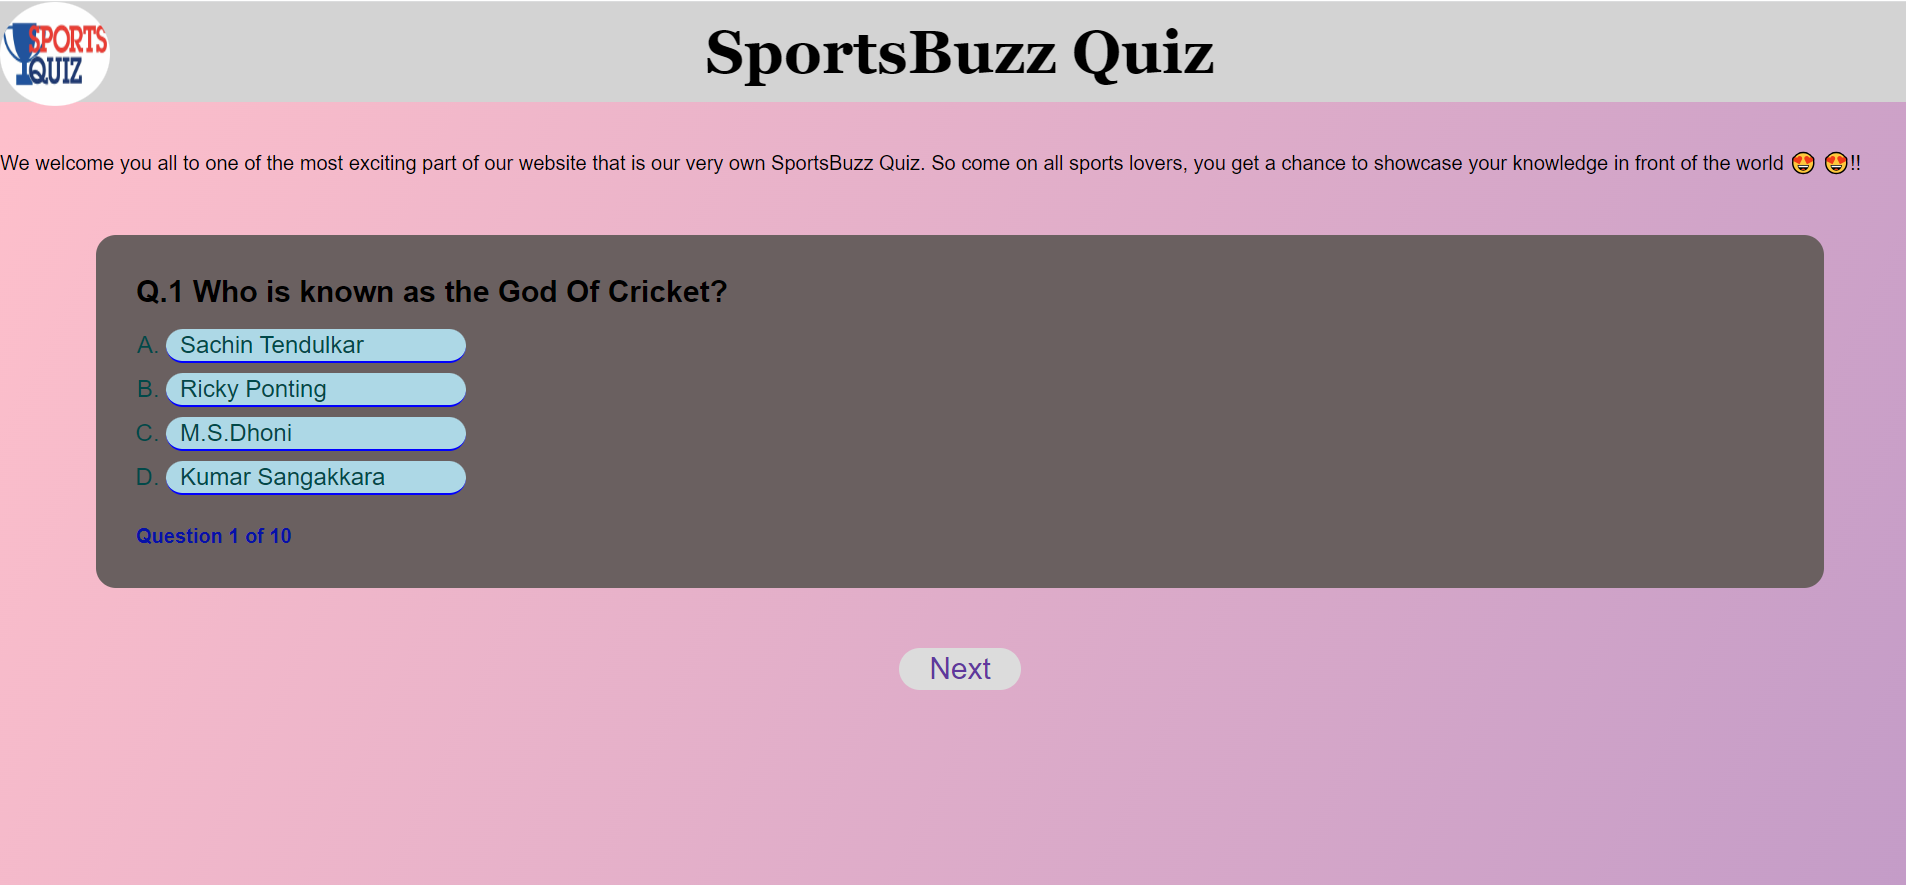 SPORTS
QUIZ
SportsBuzz Quiz
We welcome you all to one of the most exciting part of our website that is our very own SportsBuzz Quiz. So come on all sports lovers, you get a chance to showcase your knowledge in front of the world 😍 😍!!
Q.1 Who is known as the God Of Cricket?
A. Sachin Tendulkar
B. Ricky Ponting
C. M.S.Dhoni
D. Kumar Sangakkara
Question 1 of 10
Next